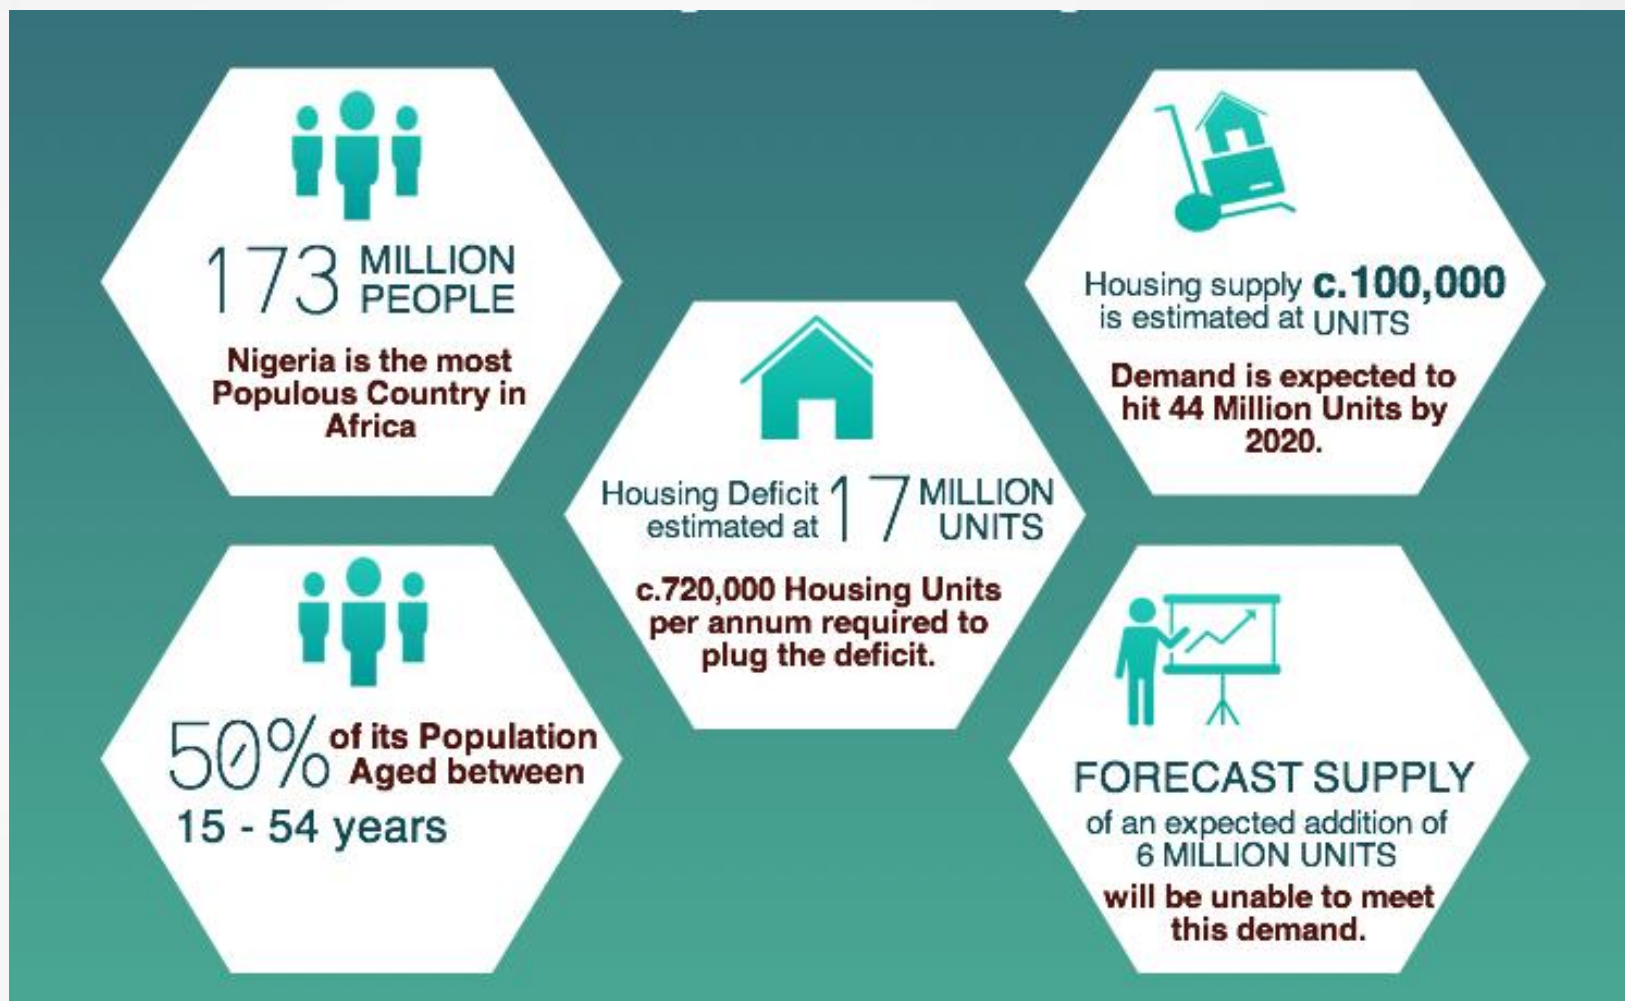 173 MILLION
PEOPLE
Nigeria is the most
Populous Country in
Africa
50% of its Population
Aged between
15 - 54 years
Housing Deficit 17 MILLION
estimated at UNITS
c.720,000 Housing Units
per annum required to
plug the deficit.
Housing supply c.100,000
is estimated at UNITS
Demand is expected to
hit 44 Million Units by
2020.
FORECAST SUPPLY
of an expected addition of
6 MILLION UNITS
will be unable to meet
this demand.